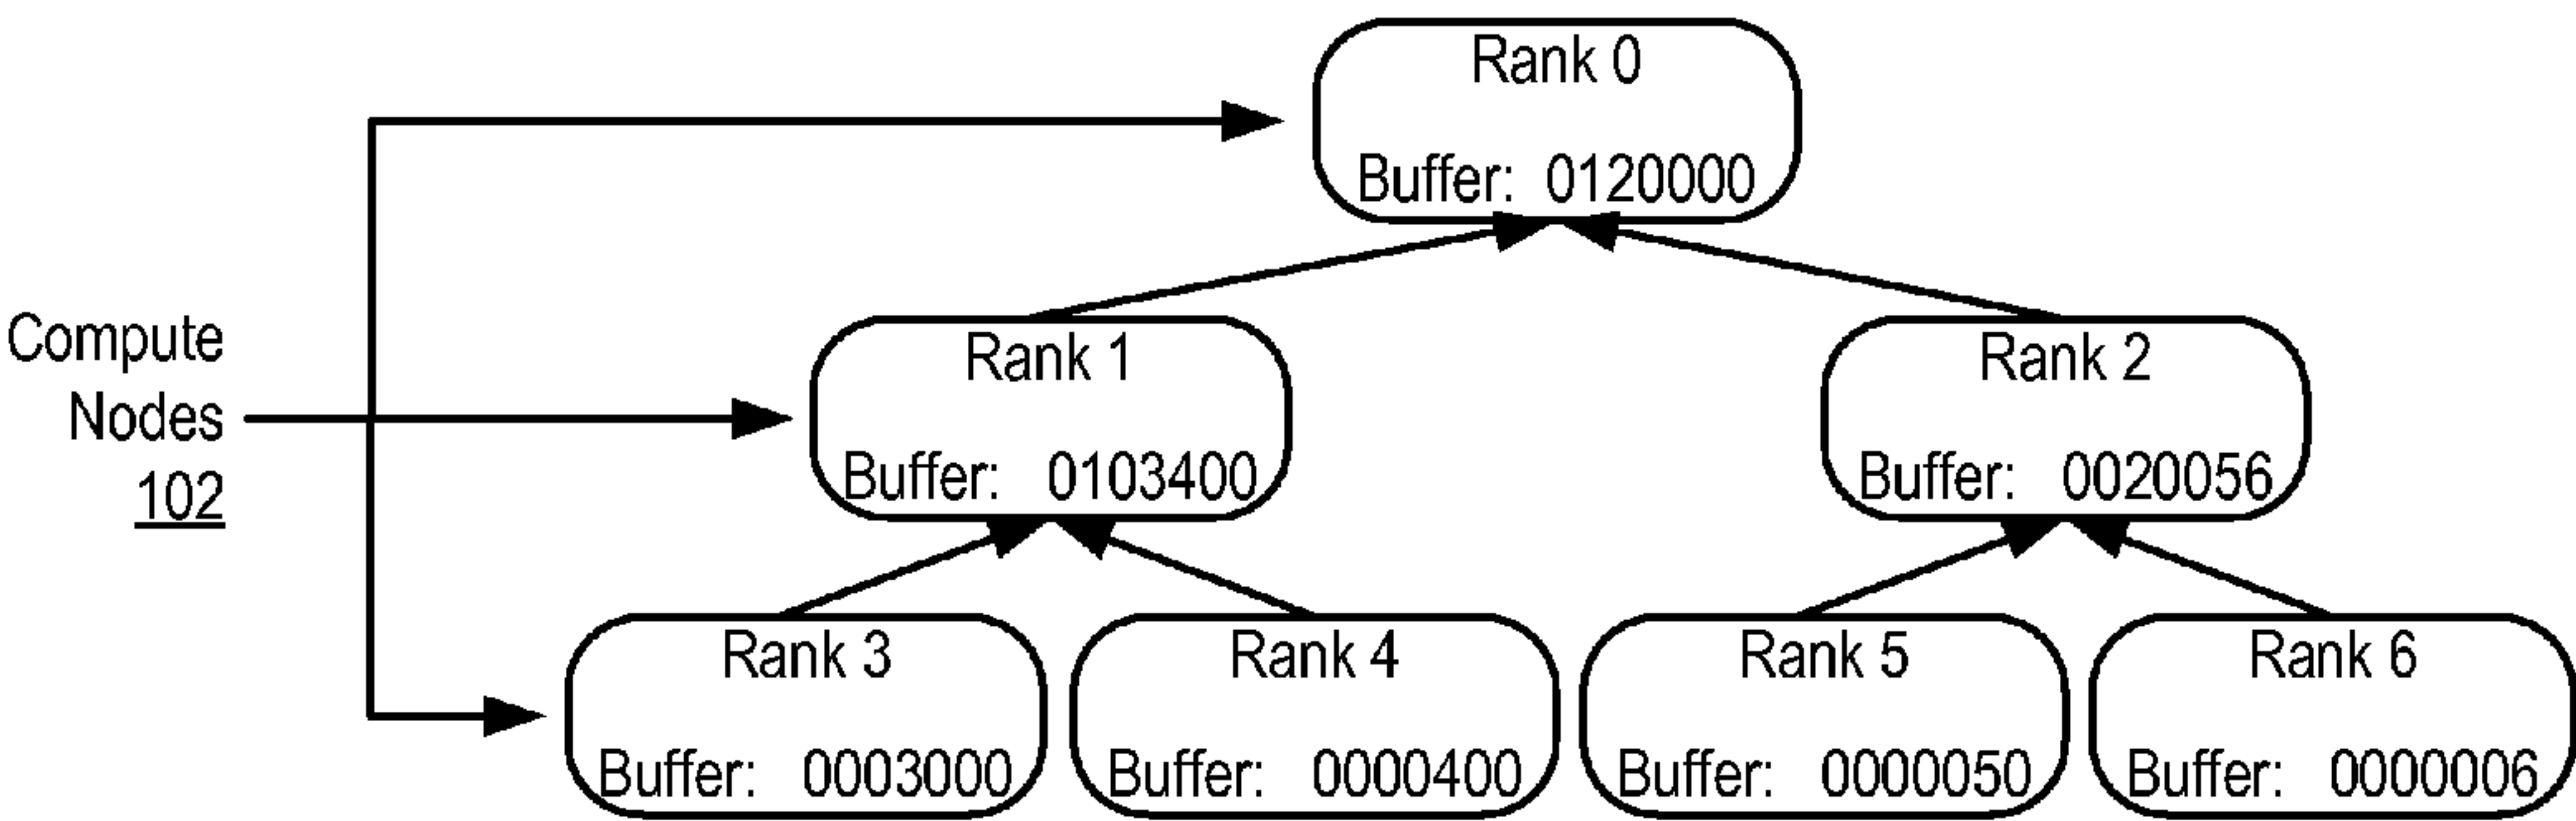 Rank 0
Buffer: 0120000
Compute
Nodes
102
Rank 1
Buffer: 0103400
Rank 2
Buffer: 0020056
Rank 3
Buffer: 0003000
Rank 4
Buffer: 0000400
Rank 5
Buffer: 0000050
Rank 6
Buffer: 0000006